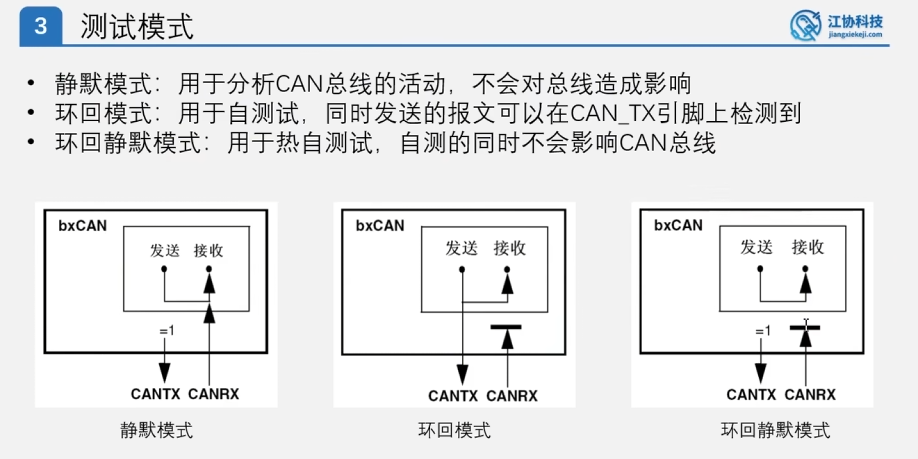 3 测试模式
江协科技
jiangxiekeji.com
• 静默模式：用于分析CAN总线的活动，不会对总线造成影响
• 环回模式：用于自测试，同时发送的报文可以在CAN_TX引脚上检测到
• 环回静默模式：用于热自测试，自测的同时不会影响CAN总线
bxCAN
发送 接收
=1
CANTX CANRX
静默模式
bxCAN
发送 接收
CANTX CANRX
环回模式
bxCAN
发送 接收
=1
CANTX CANRX
环回静默模式